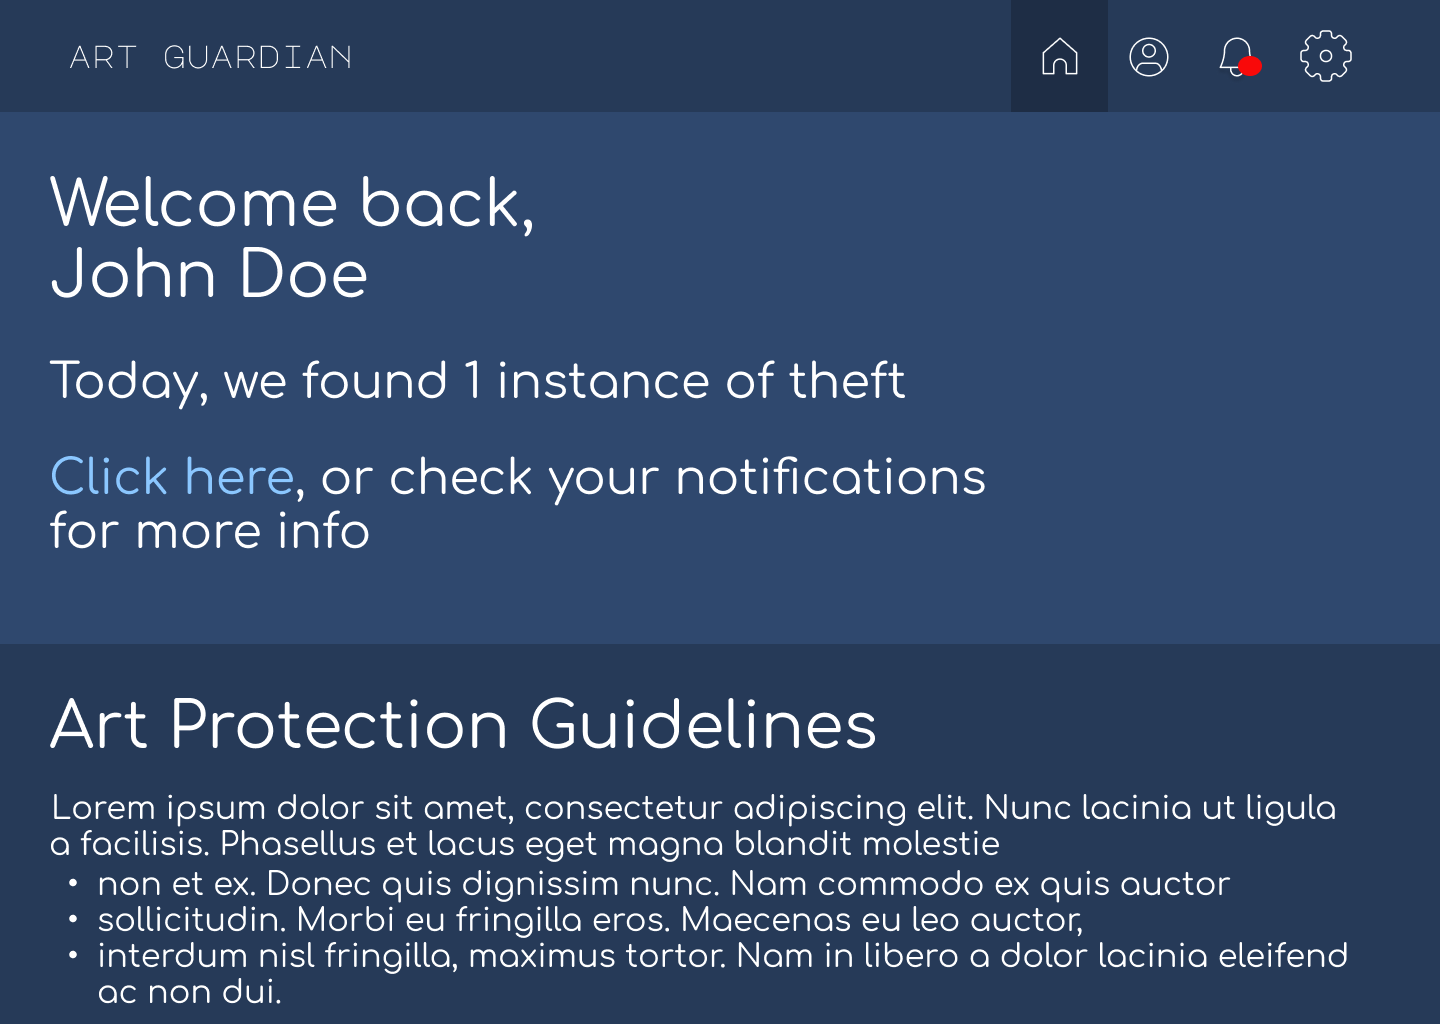 ART GUARDIAN
Welcome back,
John Doe
Today, we found 1 instance of theft
Click here, or check your notifications
for more info
Art Protection Guidelines
Lorem ipsum dolor sit amet, consectetur adipiscing elit. Nunc lacinia ut ligula
a facilisis. Phasellus et lacus eget magna blandit molestie
• non et ex. Donec quis dignissim nunc. Nam commodo ex quis auctor
• sollicitudin. Morbi eu fringilla eros. Maecenas eu leo auctor,
• interdum nisl fringilla, maximus tortor. Nam in libero a dolor lacinia eleifend
ac non dui.